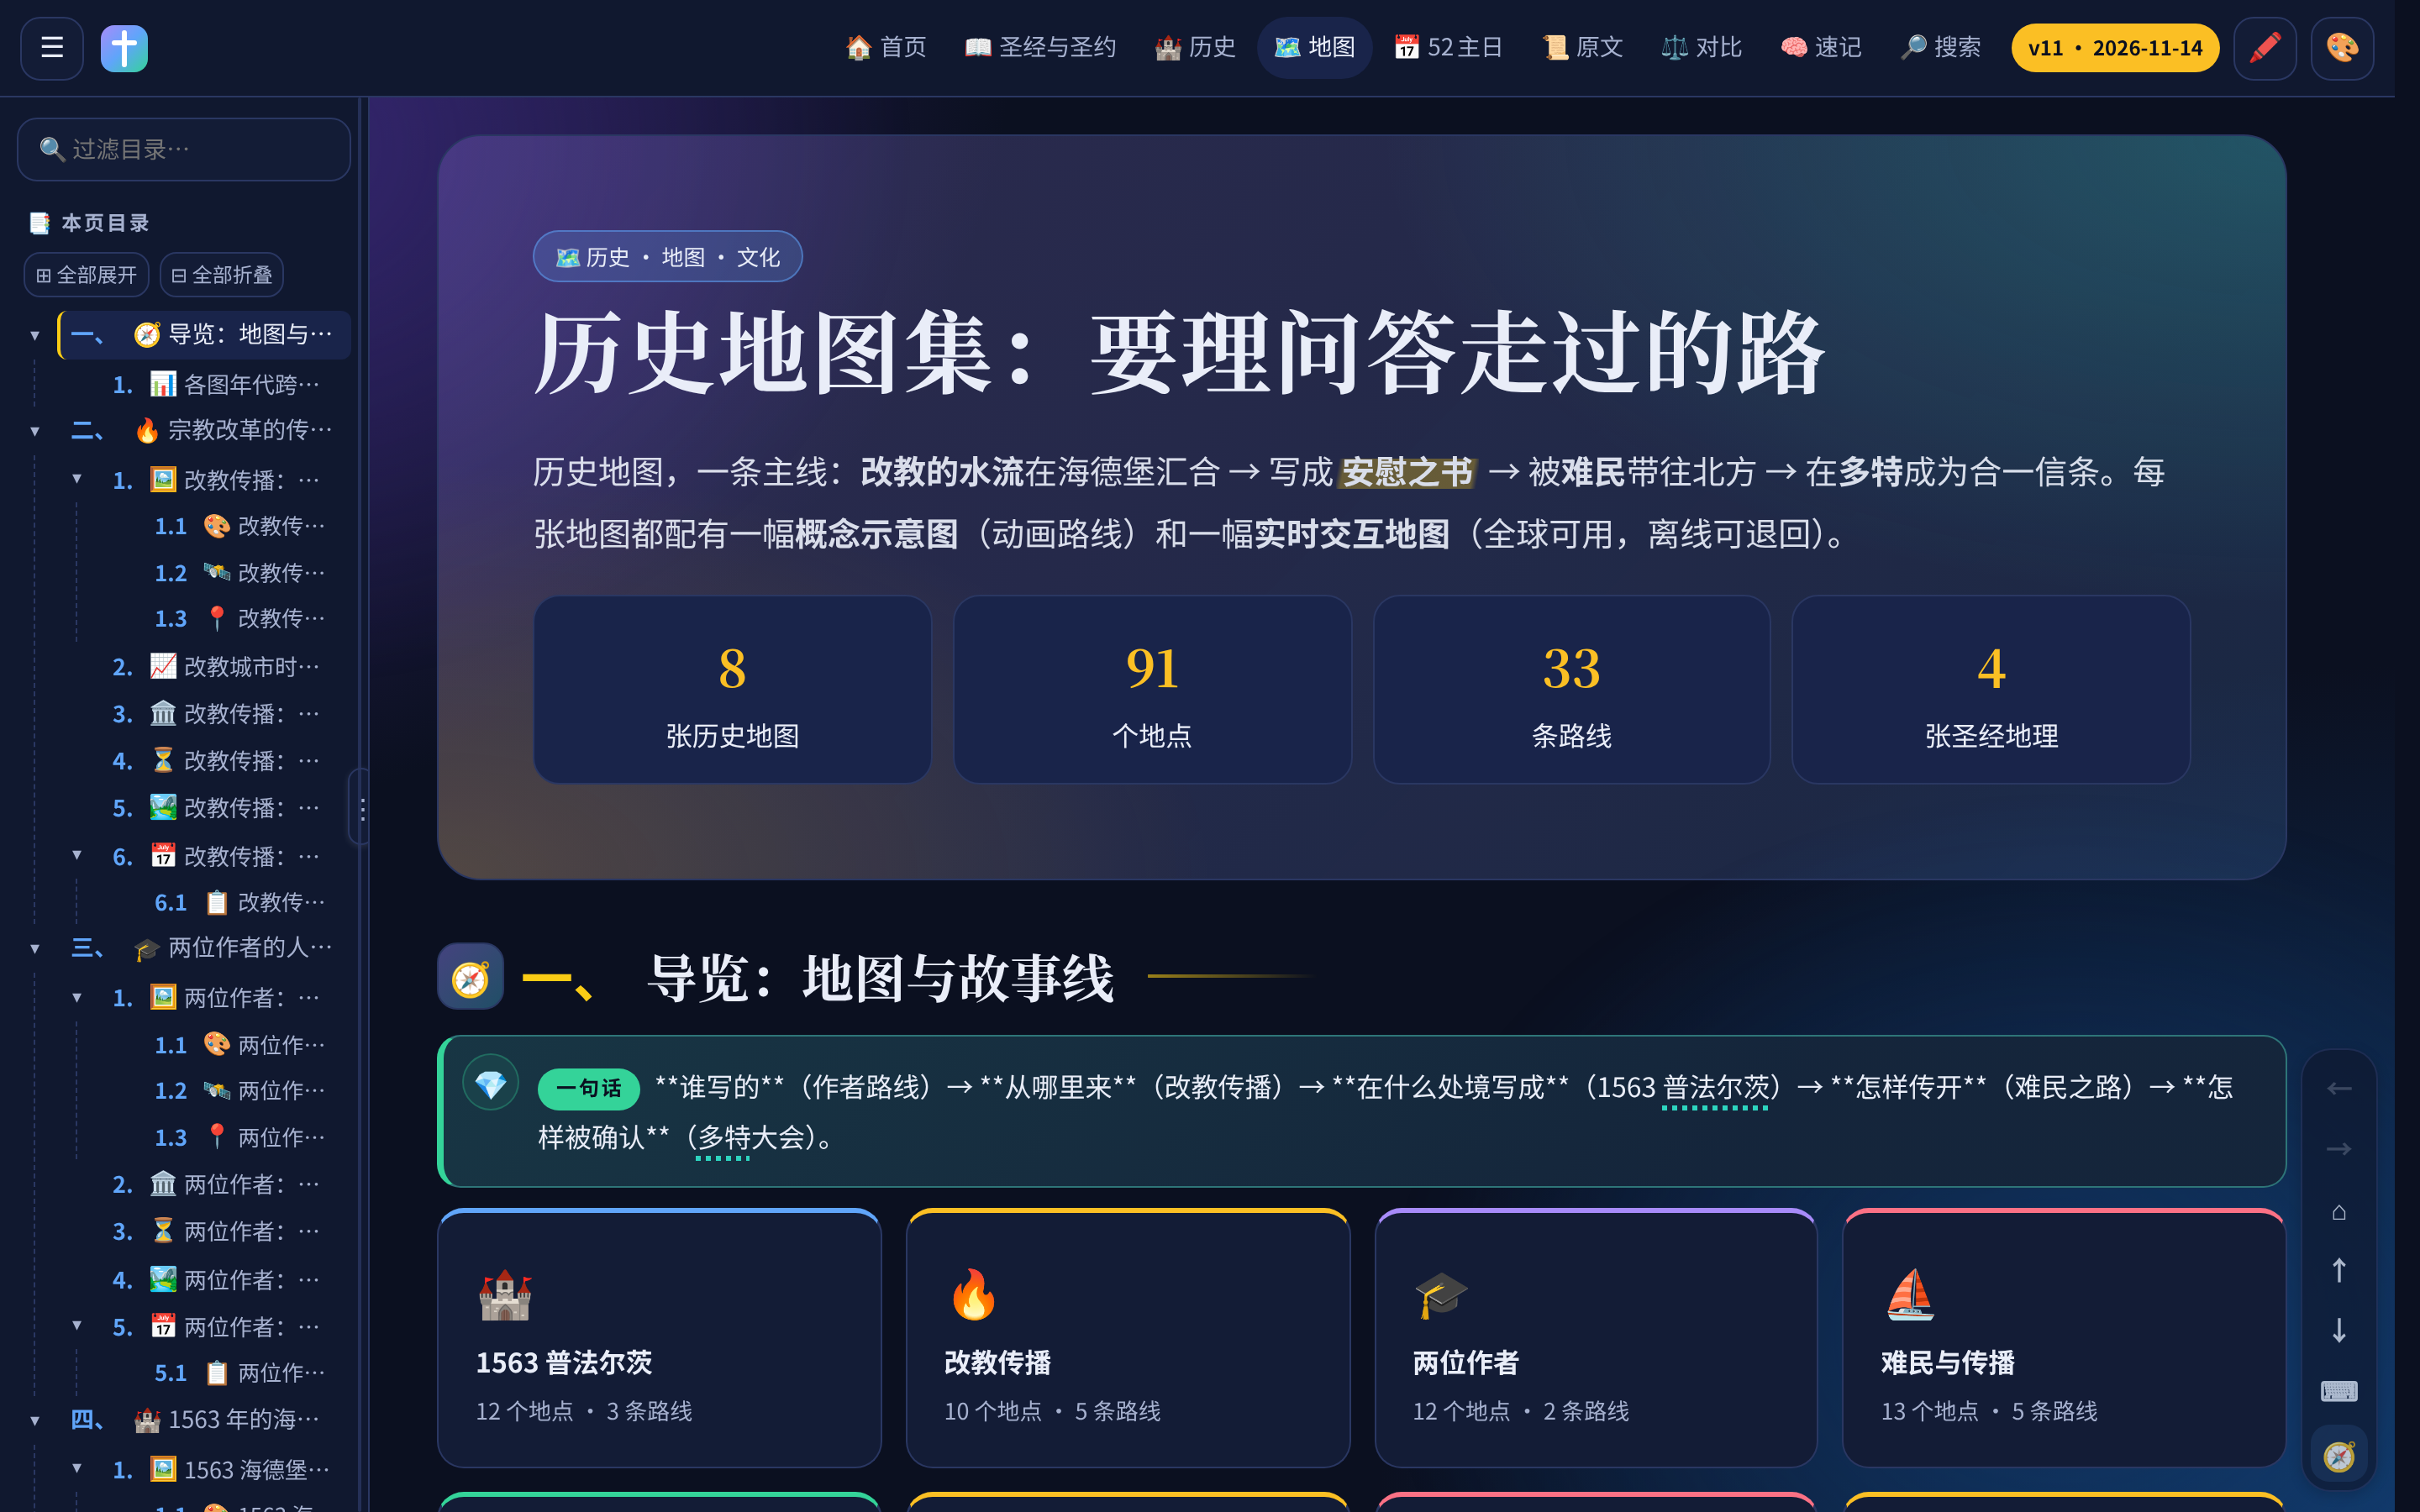 ☰
首页
圣经与圣约
历史
地图
52主日
原文
对比
速记
搜索
v11 · 2026-11-14
过滤目录…
本页目录
全部展开
全部折叠
一、 导览：地图与…
1. 各图年代跨…
二、 宗教改革的传…
1. 改教传播：…
1.1 改教传…
1.2 改教传…
1.3 改教传…
2. 改教城市时…
3. 改教传播：…
4. 改教传播：…
5. 改教传播：…
6. 改教传播：…
6.1 改教传…
三、 两位作者的人…
1. 两位作者：…
1.1 两位作…
1.2 两位作…
1.3 两位作…
2. 两位作者：…
3. 两位作者：…
4. 两位作者：…
5. 两位作者：…
5.1 两位作…
四、 1563 年的海…
1. 1563 海德堡…
历史 · 地图 · 文化
历史地图集：要理问答走过的路
历史地图，一条主线：改教的水流在海德堡汇合 → 写成 安慰之书 → 被难民带往北方 → 在多特成为合一信条。每
张地图都配有一幅概念示意图（动画路线）和一幅实时交互地图（全球可用，离线可退回）。
8
张历史地图
91
个地点
33
条路线
4
张圣经地理
一、 导览：地图与故事线
一句话 **谁写的**（作者路线）→ **从哪里来**（改教传播）→ **在什么处境写成**（1563 普法尔茨）→ **怎样传开**（难民之路）→ **怎
样被确认**（多特大会）。
1563 普法尔茨
12 个地点 · 3 条路线
改教传播
10 个地点 · 5 条路线
两位作者
12 个地点 · 2 条路线
难民与传播
13 个地点 · 5 条路线